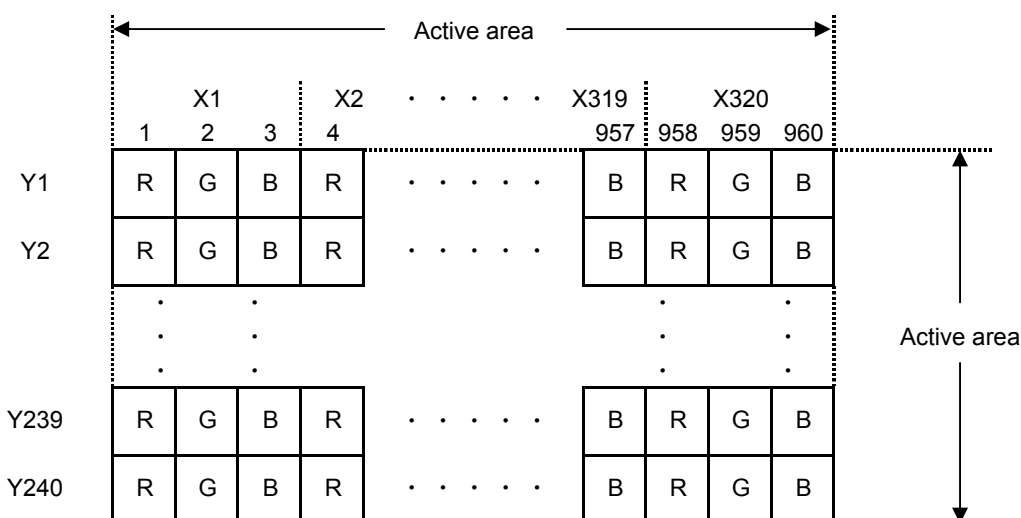 Active area
X1 X2 · · · · · X319 X320
1 2 3 4 957 958 959 960
Y1 R G B R · · · · · B R G B
Y2 R G B R · · · · · B R G B
· · · ·
· · · ·
Active area
· · · ·
Y239 R G B R · · · · · B R G B
Y240 R G B R · · · · · B R G B